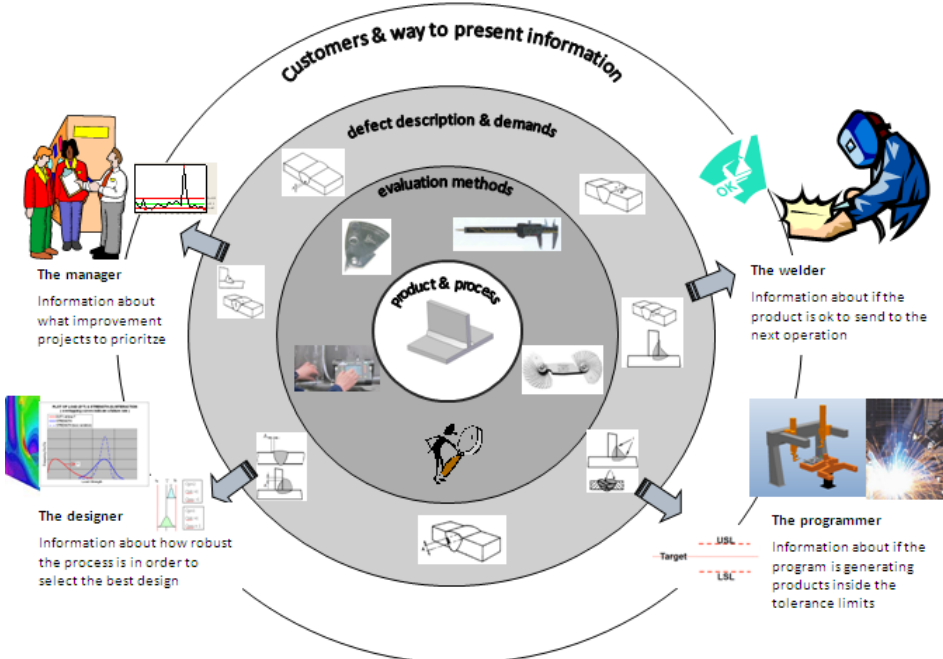 Customers & way to present information
defect description & demands
evaluation methods
product & process
OK
The manager
Information about
what improvement
projects to prioritze
The welder
Information about if the
product is ok to send to the
next operation
The designer
Information about how robust
the process is in order to
select the best design
The programmer
Information about if the
program is generating
products inside the
tolerance limits
USL
Target
LSL